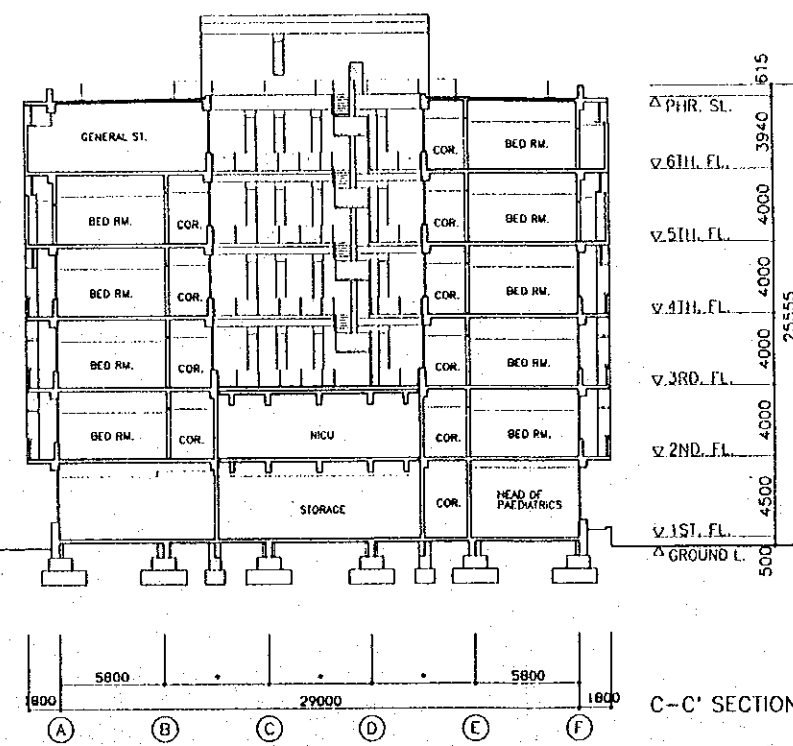 615
△ PHR. SL.
3940
GENERAL ST.
COR.
BED RM.
▽ 6TH. FL.
4000
BED RM.
COR.
COR.
BED RM.
▽ 5TH. FL.
4000
BED RM.
COR.
COR.
BED RM.
▽ 4TH. FL.
25555
4000
BED RM.
COR.
COR.
BED RM.
▽ 3RD. FL.
4000
BED RM.
COR.
NICU
COR.
BED RM.
▽ 2ND. FL.
4500
STORAGE
COR.
HEAD OF
PAEDIATRICS
▽ 1ST. FL.
△ GROUND L.
500
5800
5800
1800
29000
1800
A
B
C
D
E
F
C-C' SECTION